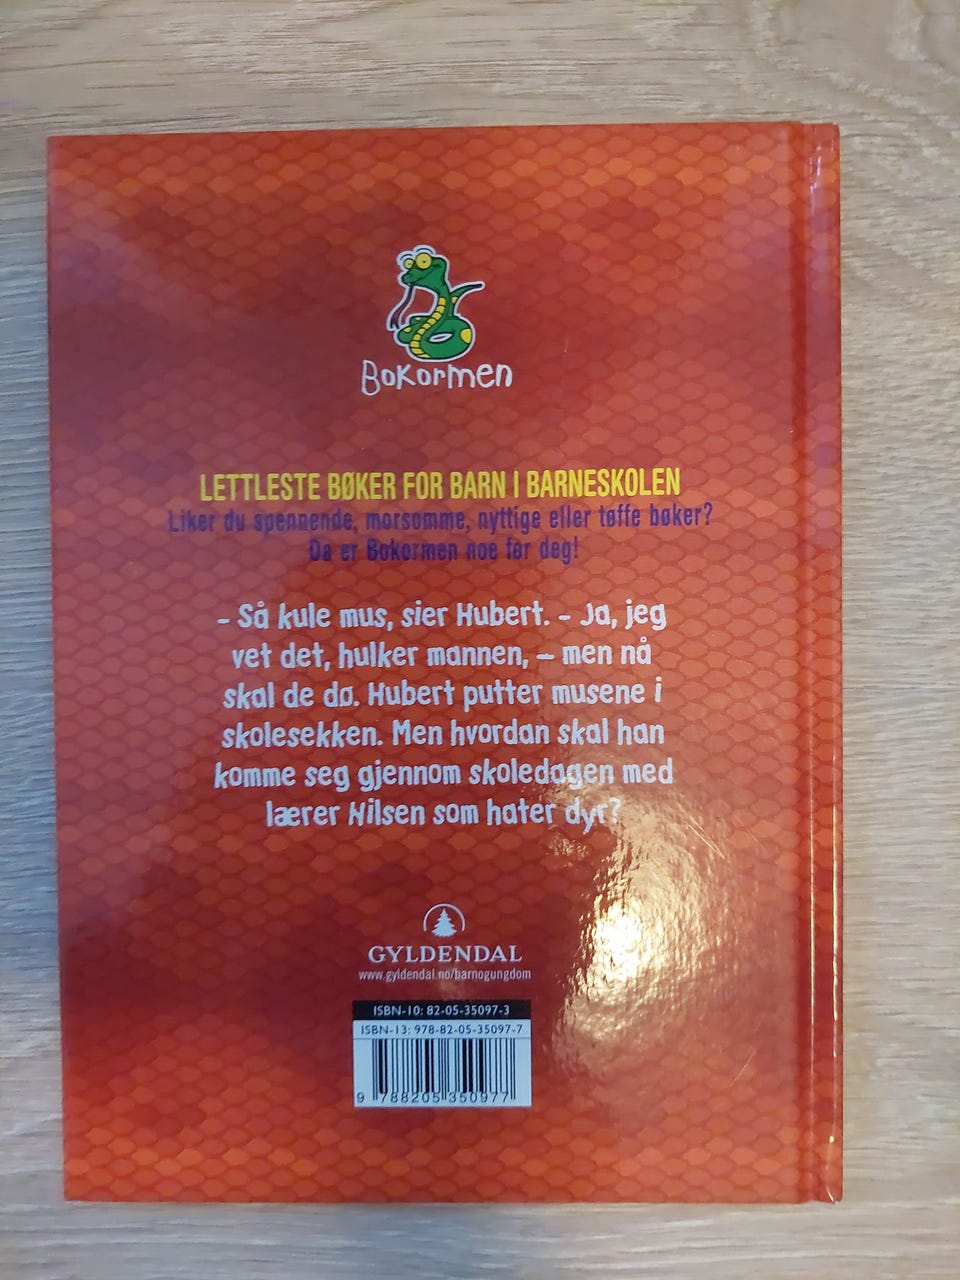 Bokormen
LETTLESTE BØKER FOR BARN I BARNESKOLEN
Liker du spennende, morsomme, nyttige eller tøffe bøker?
Da er Bokormen noe for deg!
- Så kule mus, sier Hubert. - Ja, jeg
vet det, hulker mannen, – men nå
skal de dø. Hubert putter musene i
skolesekken. Men hvordan skal han
komme seg gjennom skoledagen med
lærer Nilsen som hater dyr?
GYLDENDAL
www.gyldendal.no/barnogungdom
ISBN-10: 82-05-35097-3
ISBN-13: 978-82-05-35097-7
9 788205 350977